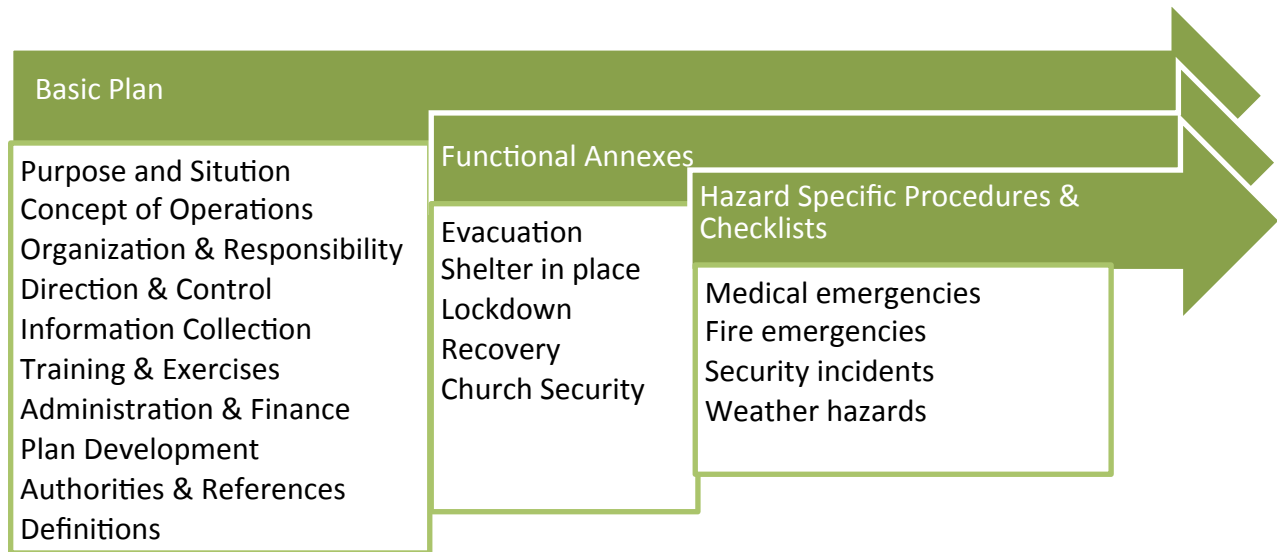 Basic Plan
Purpose and Sitution
Concept of Operations
Organization & Responsibility
Direction & Control
Information Collection
Training & Exercises
Administration & Finance
Plan Development
Authorities & References
Definitions
Functional Annexes
Evacuation
Shelter in place
Lockdown
Recovery
Church Security
Hazard Specific Procedures &
Checklists
Medical emergencies
Fire emergencies
Security incidents
Weather hazards